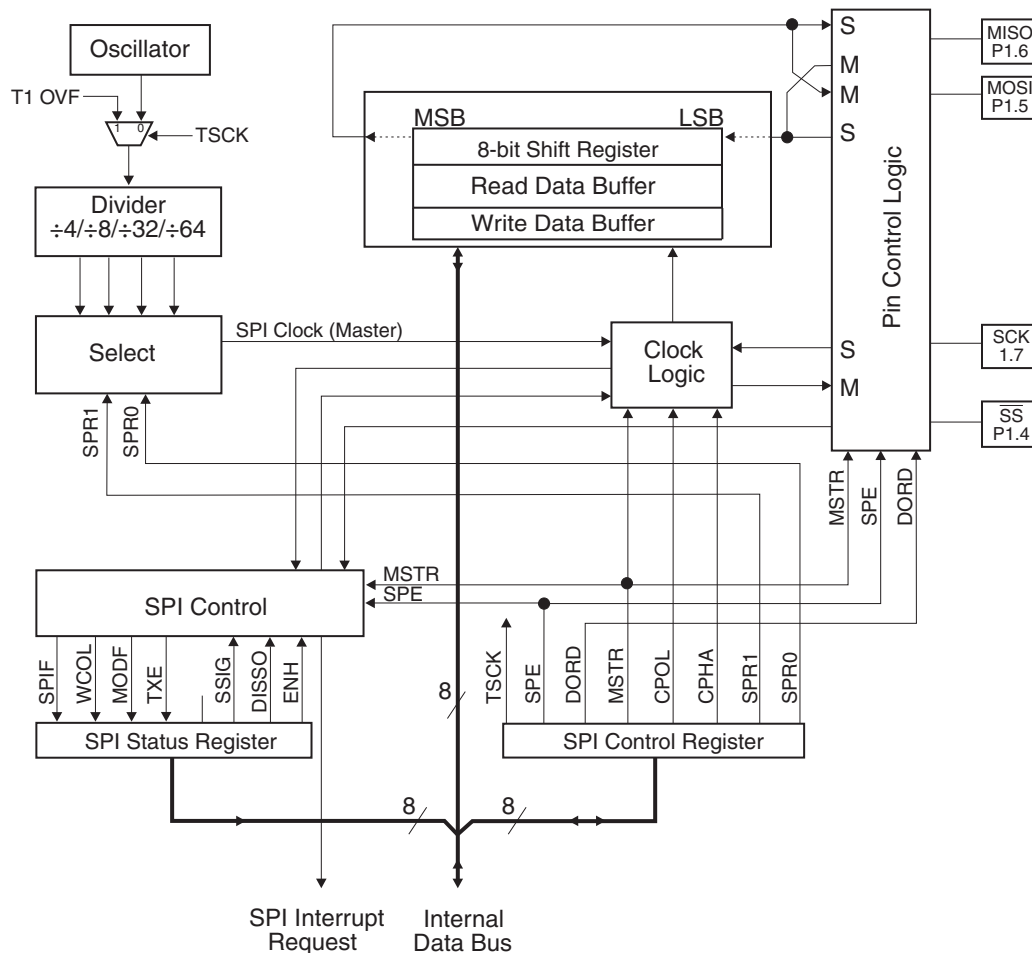 Oscillator
T1 OVF
1 0
TSCK
Divider
÷4/÷8/÷32/÷64
Select
SPI Clock (Master)
SPR1
SPR0
MSB
LSB
8-bit Shift Register
Read Data Buffer
Write Data Buffer
Clock
Logic
S
M
M
S
S
M
Pin Control Logic
MISO
P1.6
MOSI
P1.5
SCK
1.7
SS
P1.4
MSTR
SPE
DORD
MSTR
SPE
SPI Control
SPIF
WCOL
MODF
TXE
SSIG
DISSO
ENH
SPI Status Register
8
TSCK
SPE
DORD
MSTR
CPOL
CPHA
SPR1
SPR0
SPI Control Register
8
8
SPI Interrupt
Request
Internal
Data Bus